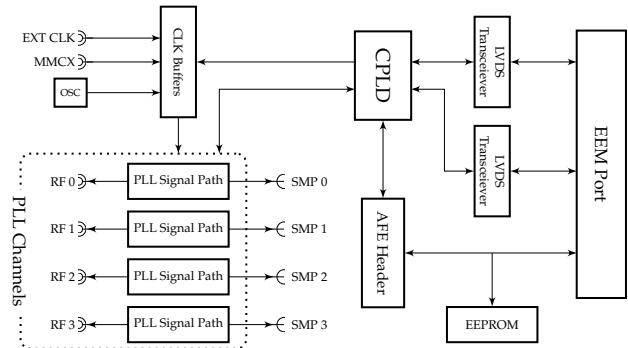 EXT CLK
MMCX
OSC
CLK Buffers
CPLD
LVDS
Transceiever
LVDS
Transceiever
EEM Port
AFE Header
EEPROM
PLL Channels
RF 0
PLL Signal Path
SMP 0
RF 1
PLL Signal Path
SMP 1
RF 2
PLL Signal Path
SMP 2
RF 3
PLL Signal Path
SMP 3